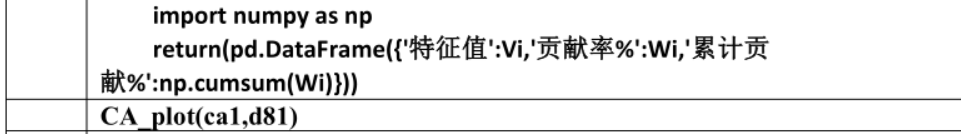 import numpy as np
return(pd.DataFrame({'特征值':Vi,'贡献率%':Wi,'累计贡
献%':np.cumsum(Wi)}))
CA_plot(ca1,d81)